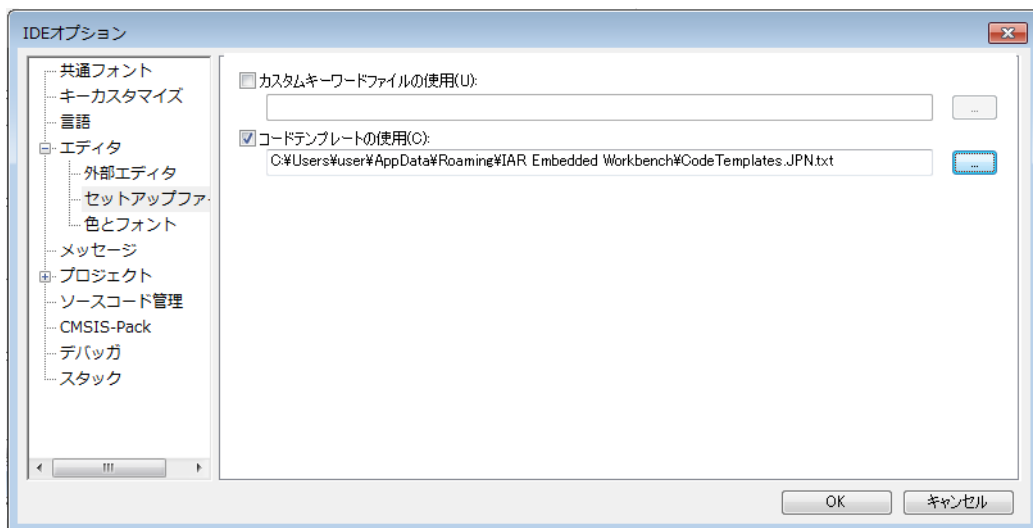 IDEオプション
共通フォント
キーカスタマイズ
言語
エディタ
外部エディタ
セットアップファ
色とフォント
メッセージ
プロジェクト
ソースコード管理
CMSIS-Pack
デバッガ
スタック
カスタムキーワードファイルの使用(U):
...
コードテンプレートの使用(C):
C:¥Users¥user¥AppData¥Roaming¥IAR Embedded Workbench¥CodeTemplates.JPN.txt
...
OK
キャンセル